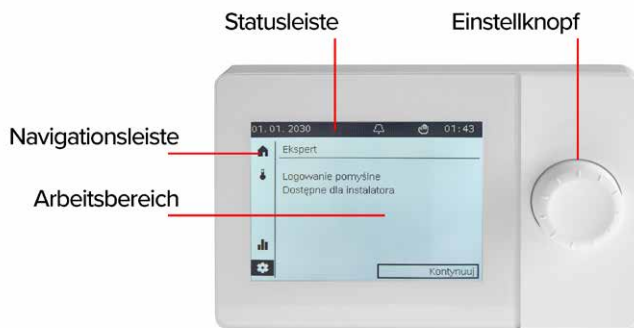 Statusleiste
Einstellknopf
Navigationsleiste
Arbeitsbereich
01. 01. 2030
01:43
Ekspert
Logowanie pomyślne
Dostępne dla instalatora
Kontynuuj